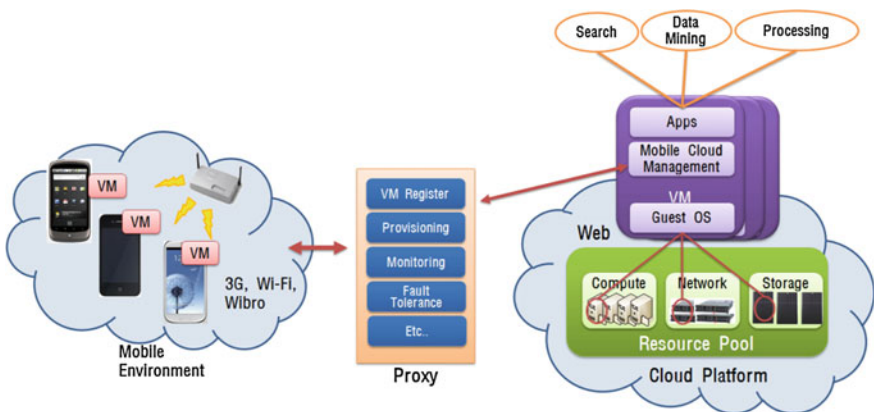 VM
VM
VM
3G, Wi-Fi,
Wibro
Mobile
Environment
VM Register
Provisioning
Monitoring
Fault
Tolerance
Etc..
Proxy
Search
Data
Mining
Processing
Apps
Mobile Cloud
Management
VM
Guest OS
Web
Compute
Network
Storage
Resource Pool
Cloud Platform